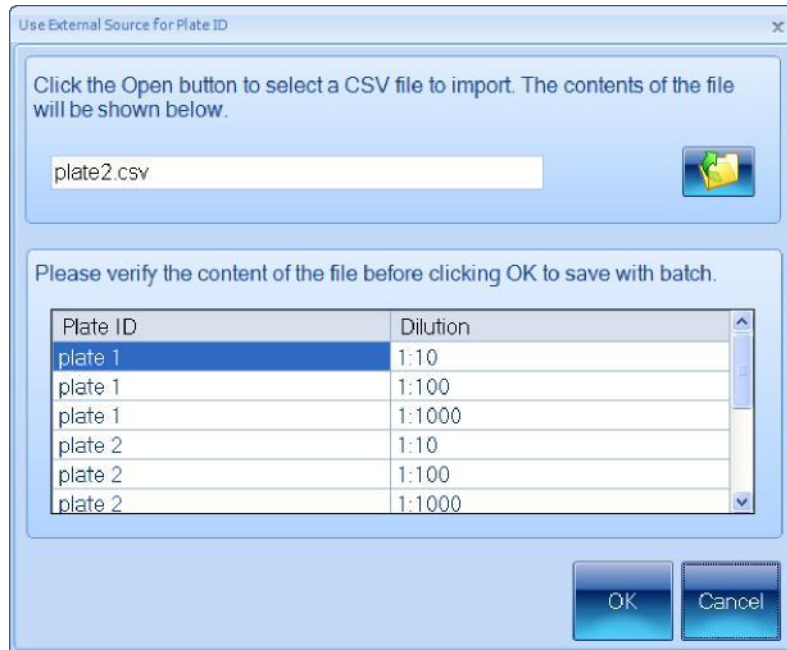 Use External Source for Plate ID
Click the Open button to select a CSV file to import. The contents of the file
will be shown below.
plate2.csv
Please verify the content of the file before clicking OK to save with batch.
Plate ID Dilution
plate 1 1:10
plate 1 1:100
plate 1 1:1000
plate 2 1:10
plate 2 1:100
plate 2 1:1000
OK Cancel